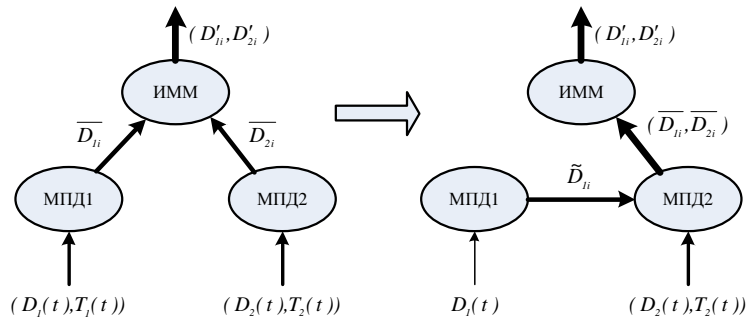 ( D′₁ᵢ, D′₂ᵢ )
ИММ
D̅₁ᵢ
D̅₂ᵢ
МПД1
МПД2
( D₁( t ),T₁( t ))
( D₂( t ),T₂( t ))
( D′₁ᵢ, D′₂ᵢ )
ИММ
( D̅₁ᵢ, D̅₂ᵢ )
МПД1
D̃₁ᵢ
МПД2
D₁( t )
( D₂( t ),T₂( t ))